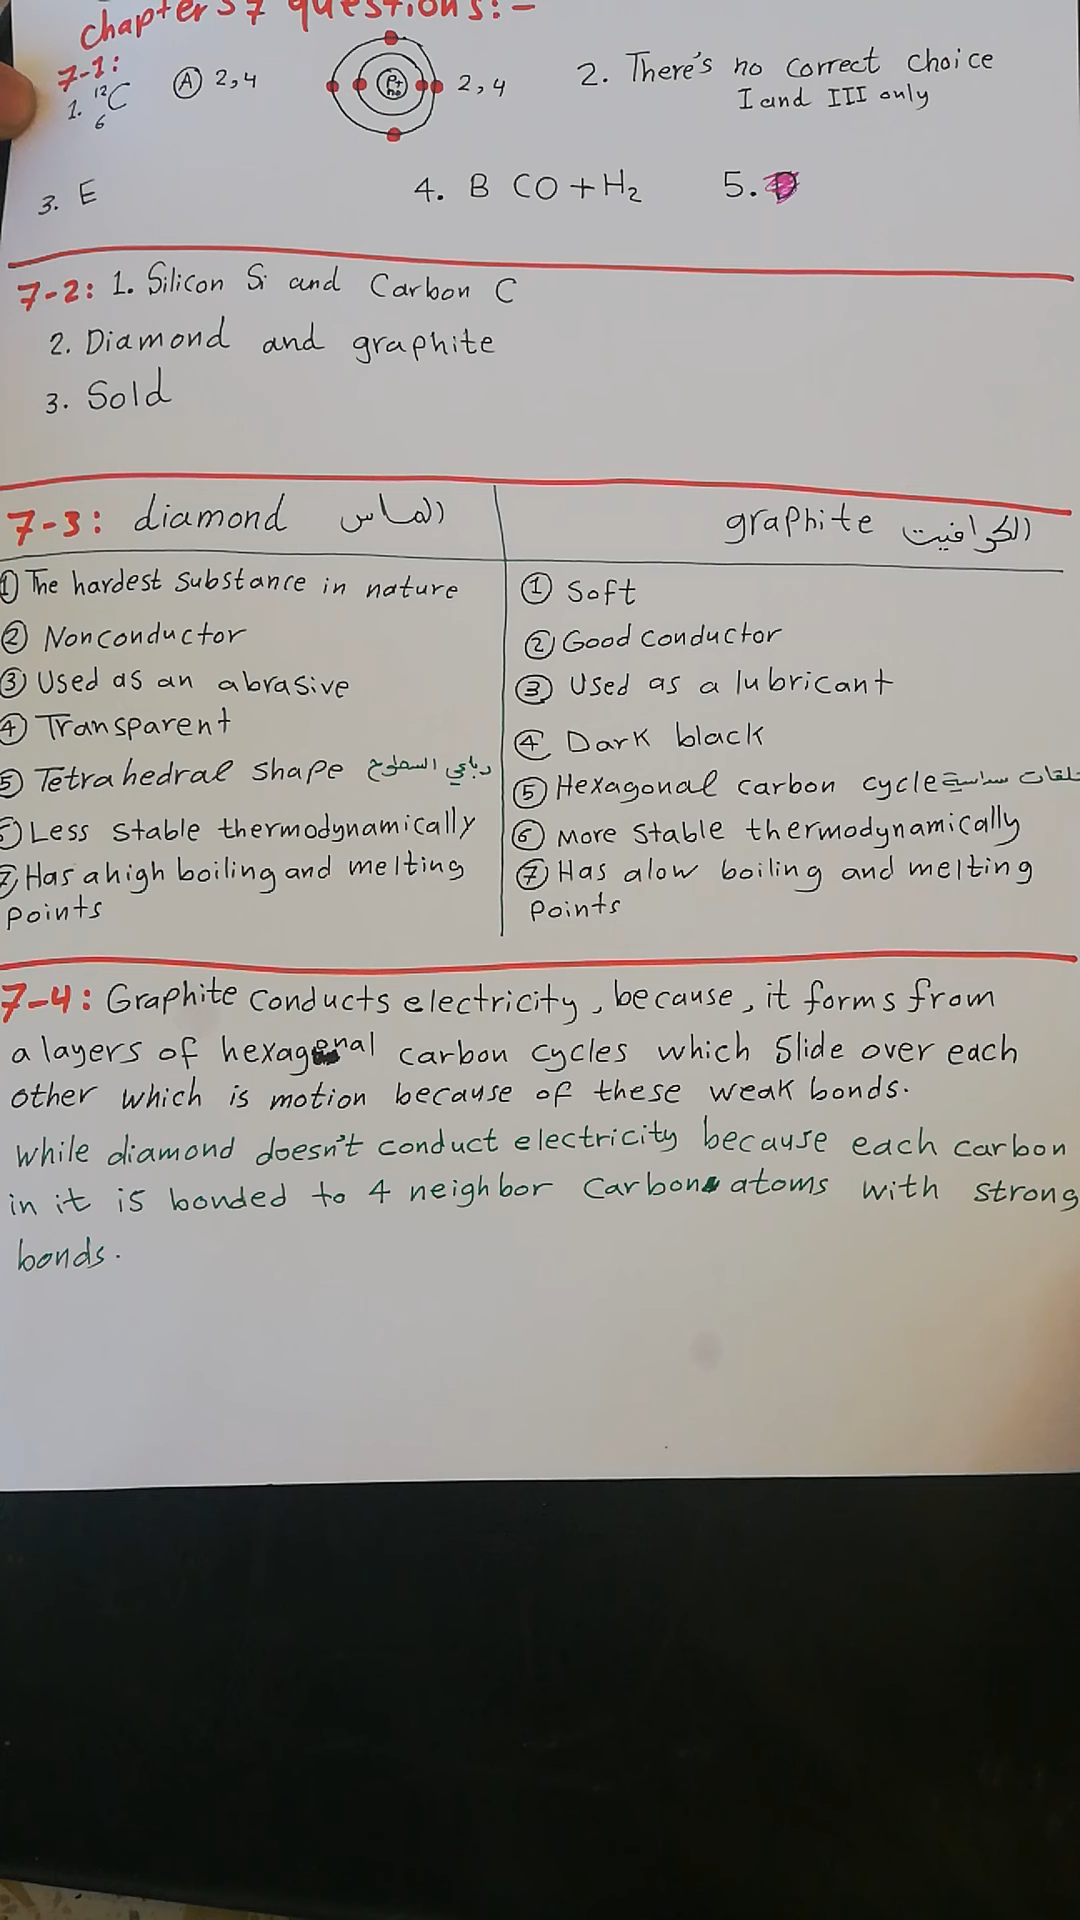 chapter's 7 questions:-
7-1:
1. 12 6 C (A) 2,4 P+ n0 2,4 2. There's no correct choice
I and III only
3. E 4. B CO+H2 5.
7-2: 1. Silicon Si and Carbon C
2. Diamond and graphite
3. Sold
7-3: diamond الماس graphite الكرافيت
① The hardest substance in nature ① Soft
② Nonconductor ② Good conductor
③ Used as an abrasive ③ Used as a lubricant
④ Transparent ④ Dark black
⑤ Tetrahedral shape رباعي السطوح ⑤ Hexagonal carbon cycle حلقات سداسية
⑥ Less stable thermodynamically ⑥ More stable thermodynamically
⑦ Has a high boiling and melting ⑦ Has a low boiling and melting
points points
7-4: Graphite conducts electricity, because, it forms from
a layers of hexagonal carbon cycles which slide over each
other which is motion because of these weak bonds.
while diamond doesn't conduct electricity because each carbon
in it is bonded to 4 neighbor carbon atoms with strong
bonds.